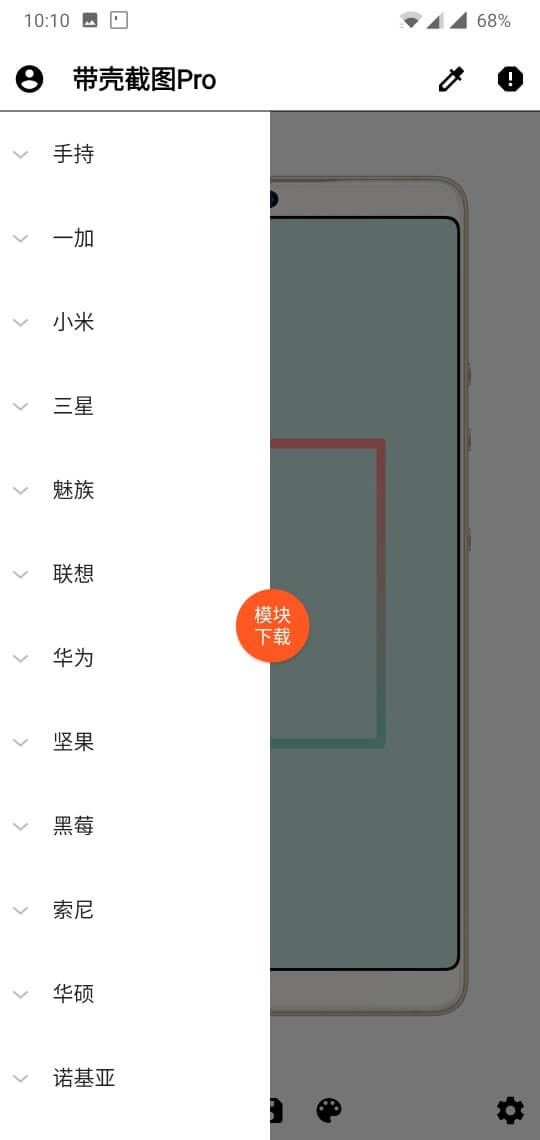 10:10
68%
带壳截图Pro
手持
一加
小米
三星
魅族
联想
模块
下载
华为
坚果
黑莓
索尼
华硕
诺基亚